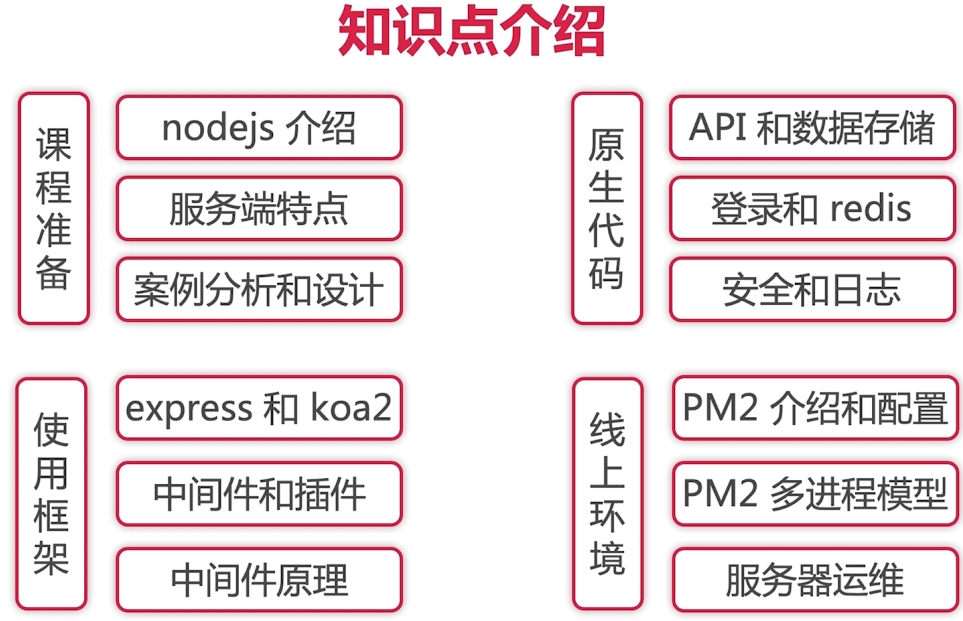 知识点介绍
课程准备
nodejs 介绍
服务端特点
案例分析和设计
原生代码
API 和数据存储
登录和 redis
安全和日志
使用框架
express 和 koa2
中间件和插件
中间件原理
线上环境
PM2 介绍和配置
PM2 多进程模型
服务器运维